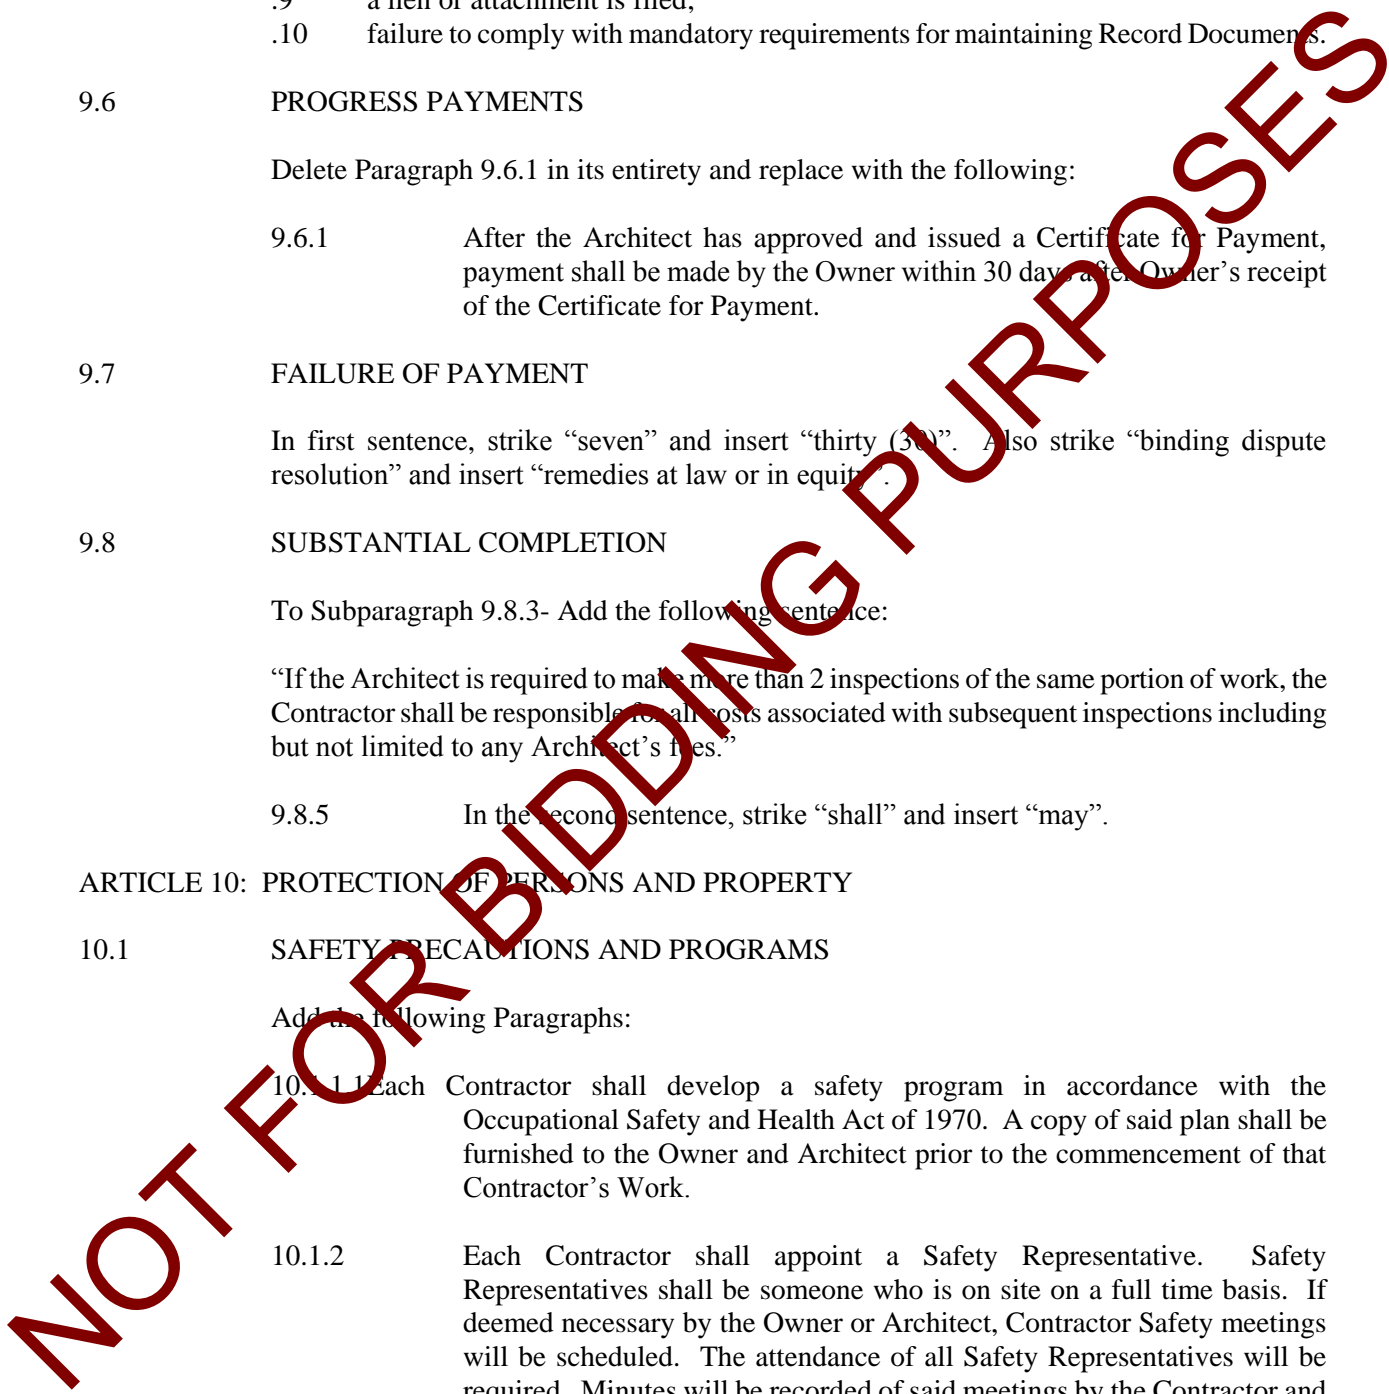 .9 a lien or attachment is filed;
.10 failure to comply with mandatory requirements for maintaining Record Documents.
9.6 PROGRESS PAYMENTS
Delete Paragraph 9.6.1 in its entirety and replace with the following:
9.6.1 After the Architect has approved and issued a Certificate for Payment,
payment shall be made by the Owner within 30 days after Owner’s receipt
of the Certificate for Payment.
9.7 FAILURE OF PAYMENT
In first sentence, strike “seven” and insert “thirty (30)”. Also strike “binding dispute
resolution” and insert “remedies at law or in equity”.
9.8 SUBSTANTIAL COMPLETION
To Subparagraph 9.8.3- Add the following sentence:
“If the Architect is required to make more than 2 inspections of the same portion of work, the
Contractor shall be responsible for all costs associated with subsequent inspections including
but not limited to any Architect’s fees.”
9.8.5 In the second sentence, strike “shall” and insert “may”.
ARTICLE 10: PROTECTION OF PERSONS AND PROPERTY
10.1 SAFETY PRECAUTIONS AND PROGRAMS
Add the following Paragraphs:
10.1.1.1Each Contractor shall develop a safety program in accordance with the
Occupational Safety and Health Act of 1970. A copy of said plan shall be
furnished to the Owner and Architect prior to the commencement of that
Contractor’s Work.
10.1.2 Each Contractor shall appoint a Safety Representative. Safety
Representatives shall be someone who is on site on a full time basis. If
deemed necessary by the Owner or Architect, Contractor Safety meetings
will be scheduled. The attendance of all Safety Representatives will be
required. Minutes will be recorded of said meetings by the Contractor and
NOT FOR BIDDING PURPOSES